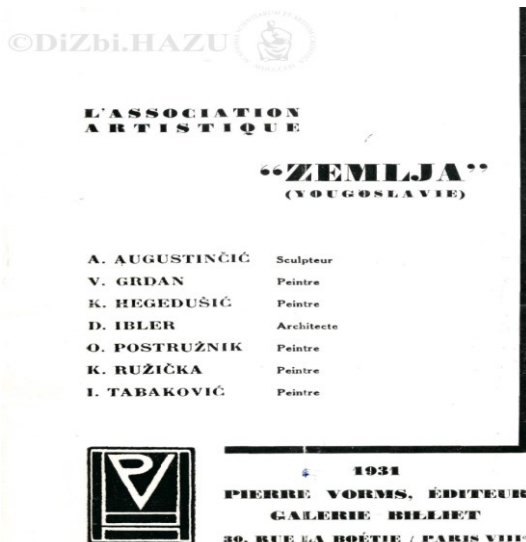 ©DiZbi.HAZU
L'ASSOCIATION
ARTISTIQUE
“ZEMLJA”
(YOUGOSLAVIE)
A. AUGUSTINČIĆ Sculpteur
V. GRDAN Peintre
K. HEGEDUŠIĆ Peintre
D. IBLER Architecte
O. POSTRUŽNIK Peintre
K. RUŽIČKA Peintre
I. TABAKOVIĆ Peintre
PV
1931
PIERRE VORMS, ÉDITEUR
GALERIE BILLIET
30, RUE LA BOÉTIE / PARIS VIII